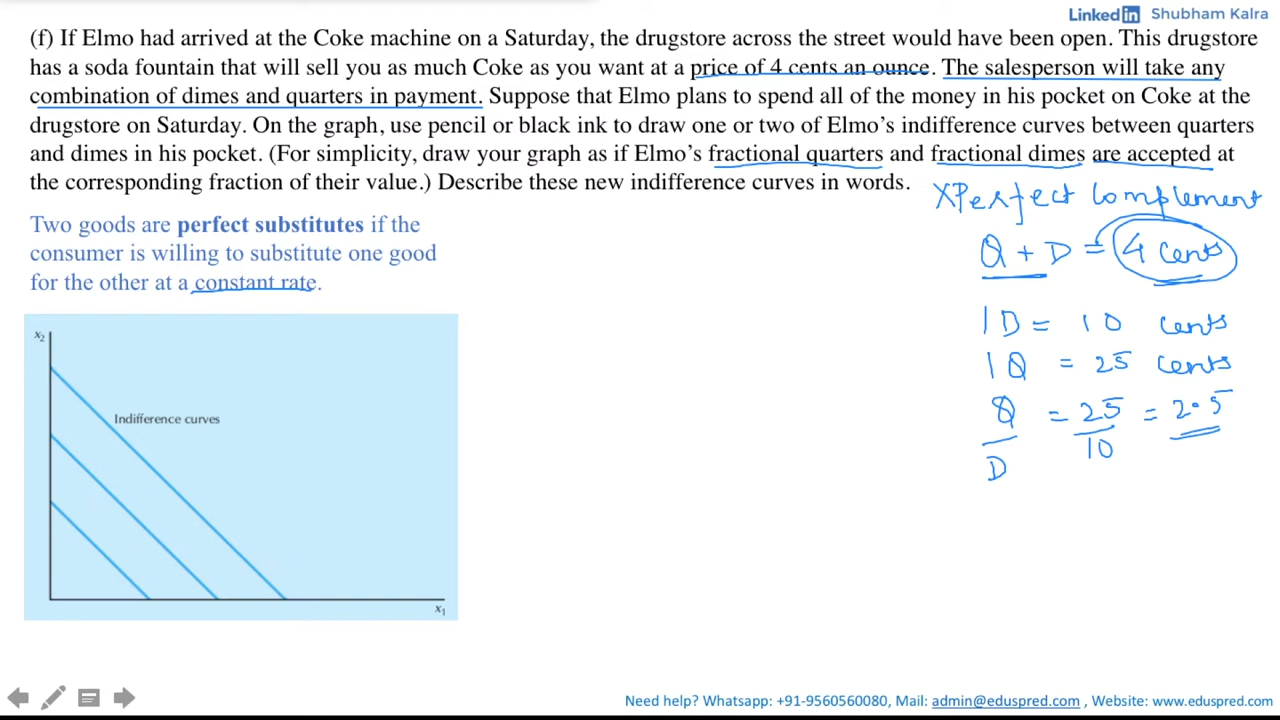 Linked in Shubham Kalra
(f) If Elmo had arrived at the Coke machine on a Saturday, the drugstore across the street would have been open. This drugstore
has a soda fountain that will sell you as much Coke as you want at a price of 4 cents an ounce. The salesperson will take any
combination of dimes and quarters in payment. Suppose that Elmo plans to spend all of the money in his pocket on Coke at the
drugstore on Saturday. On the graph, use pencil or black ink to draw one or two of Elmo’s indifference curves between quarters
and dimes in his pocket. (For simplicity, draw your graph as if Elmo’s fractional quarters and fractional dimes are accepted at
the corresponding fraction of their value.) Describe these new indifference curves in words.
XPerfect Complement
Two goods are perfect substitutes if the
consumer is willing to substitute one good
for the other at a constant rate.
Q + D = 4 cents
1 D = 10 cents
1 Q = 25 cents
Q/D = 25/10 = 2.5
x2
Indifference curves
x1
Need help? Whatsapp: +91-9560560080, Mail: admin@eduspred.com , Website: www.eduspred.com